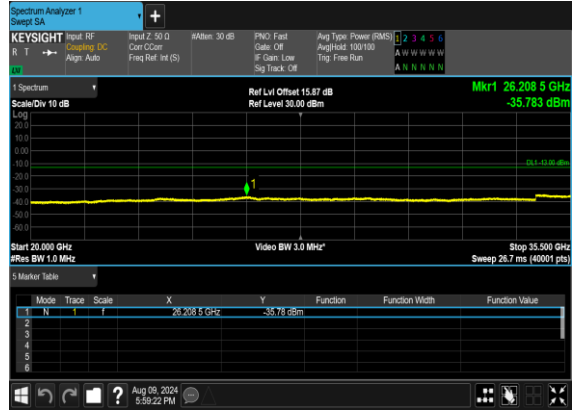 Spectrum Analyzer 1
Swept SA
KEYSIGHT Input: RF Input Z: 50 Ω #Atten: 30 dB PNO: Fast Avg Type: Power (RMS) 1 2 3 4 5 6
R T Coupling: DC Corr CCorr Gate: Off Avg|Hold: 100/100 A W W W W W
Align: Auto Freq Ref: Int (S) IF Gain: Low Trig: Free Run
LW Sig Track: Off A N N N N N
1 Spectrum Ref Lvl Offset 15.87 dB Mkr1 26.208 5 GHz
Scale/Div 10 dB Ref Level 30.00 dBm -35.783 dBm
Log
20.0
10.0
0.00
-10.0 DL1 -13.00 dBm
-20.0
-30.0 1
-40.0
-50.0
-60.0
Start 20.000 GHz Video BW 3.0 MHz* Stop 35.500 GHz
#Res BW 1.0 MHz Sweep 26.7 ms (40001 pts)
5 Marker Table
Mode Trace Scale X Y Function Function Width Function Value
1 N 1 f 26.208 5 GHz -35.78 dBm
2
3
4
5
6
? Aug 09, 2024
5:59:22 PM